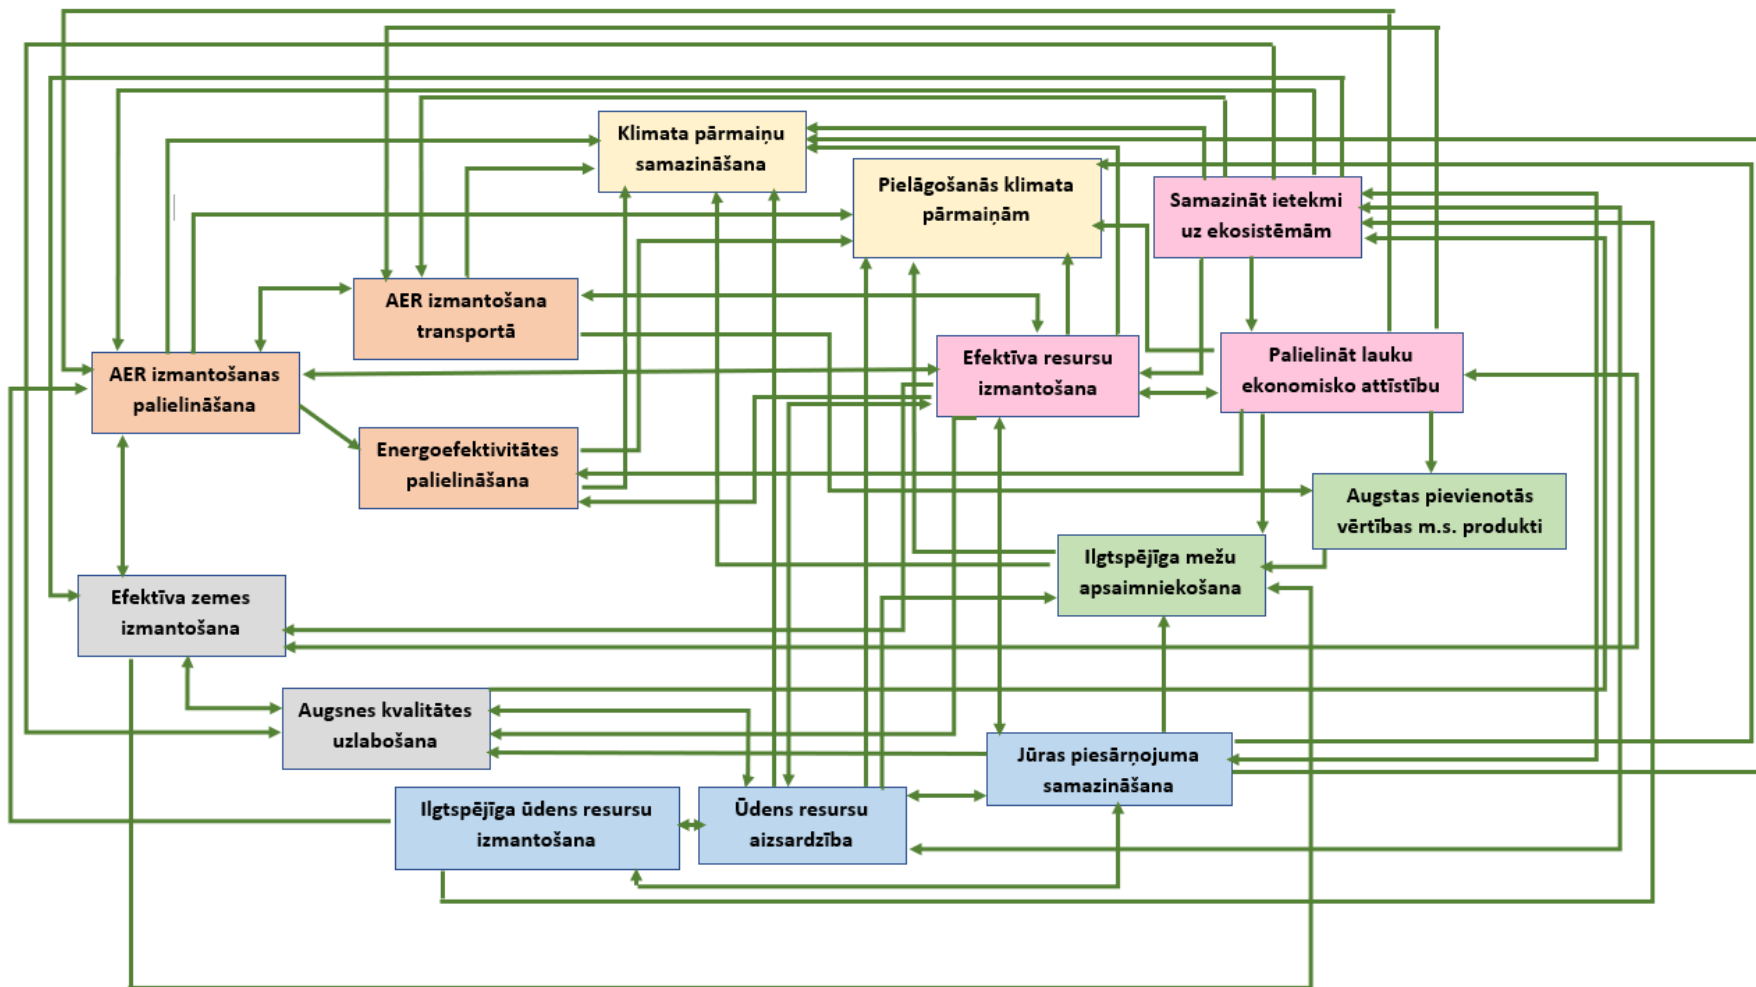 Klimata pārmaiņu
samazināšana
Pielāgošanās klimata
pārmaiņām
Samazināt ietekmi
uz ekosistēmām
AER izmantošana
transportā
AER izmantošanas
palielināšana
Efektīva resursu
izmantošana
Palielināt lauku
ekonomisko attīstību
Energoefektivitātes
palielināšana
Augstas pievienotās
vērtības m.s. produkti
Ilgtspējīga mežu
apsaimniekošana
Efektīva zemes
izmantošana
Augsnes kvalitātes
uzlabošana
Jūras piesārņojuma
samazināšana
Ilgtspējīga ūdens resursu
izmantošana
Ūdens resursu
aizsardzība